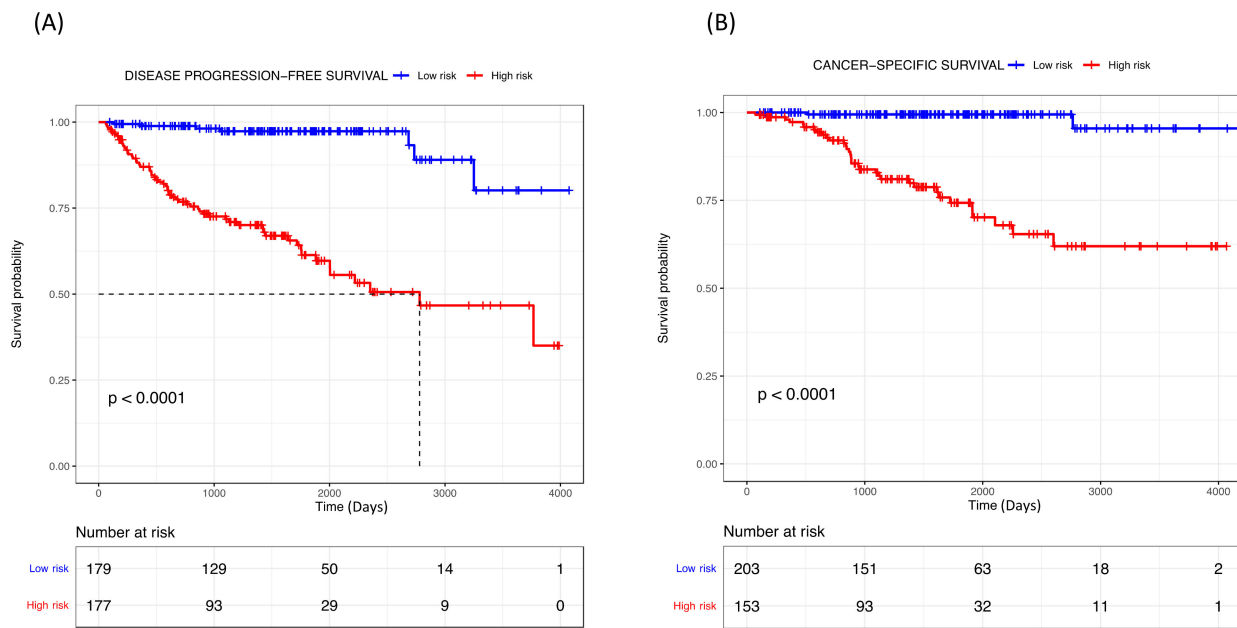 (A)
DISEASE PROGRESSION-FREE SURVIVAL Low risk High risk
1.00
0.75
0.50
0.25
0.00
Survival probability
p < 0.0001
0 1000 2000 3000 4000
Time (Days)
Number at risk
Low risk 179 129 50 14 1
High risk 177 93 29 9 0
(B)
CANCER-SPECIFIC SURVIVAL Low risk High risk
1.00
0.75
0.50
0.25
0.00
Survival probability
p < 0.0001
0 1000 2000 3000 4000
Time (Days)
Number at risk
Low risk 203 151 63 18 2
High risk 153 93 32 11 1